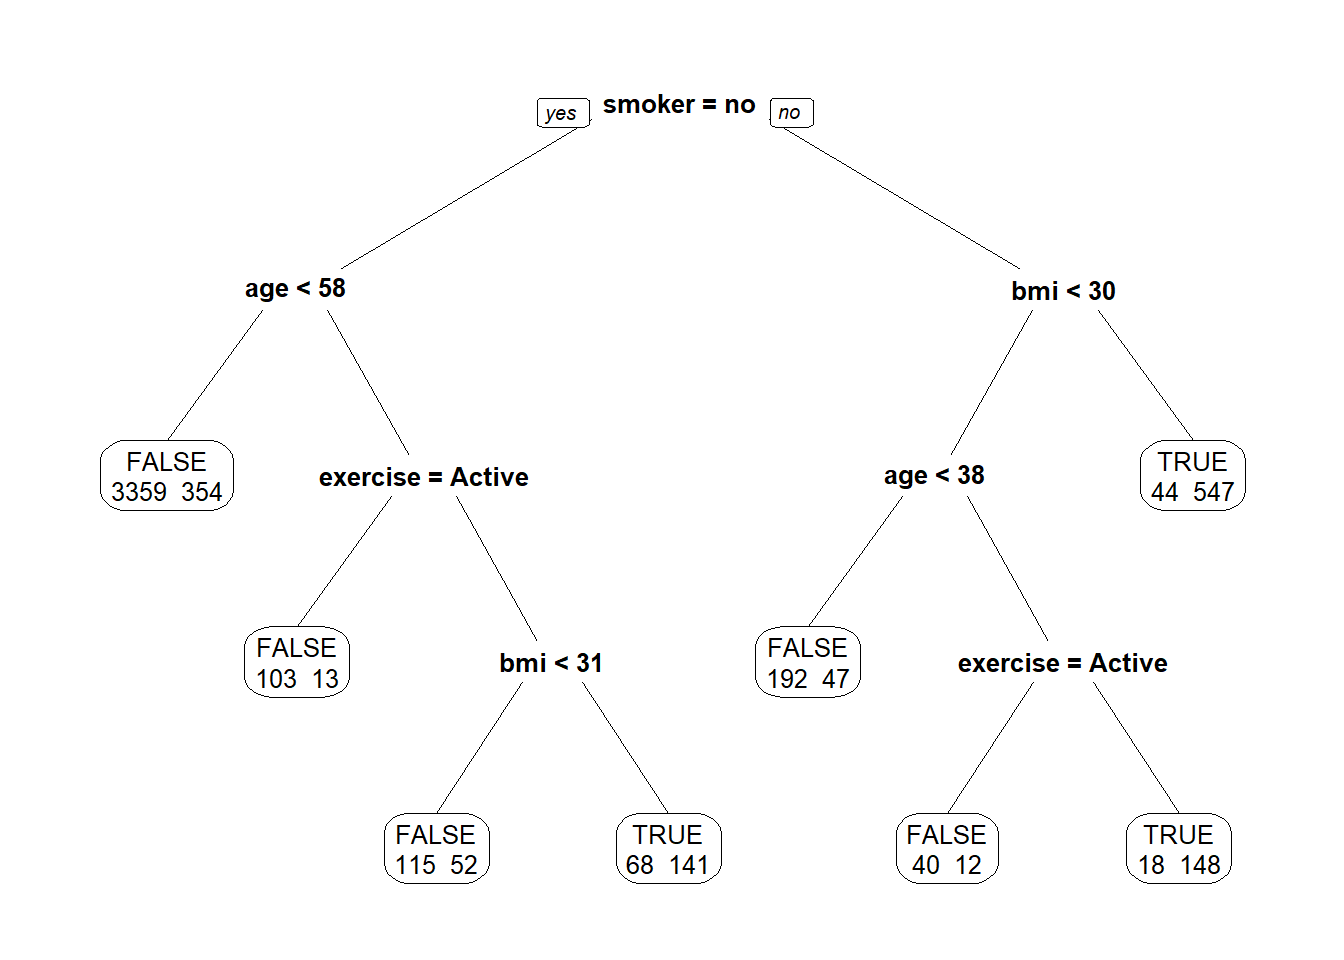 yes
smoker = no
no
age < 58
bmi < 30
FALSE
3359 354
exercise = Active
age < 38
TRUE
44 547
FALSE
103 13
bmi < 31
FALSE
192 47
exercise = Active
FALSE
115 52
TRUE
68 141
FALSE
40 12
TRUE
18 148